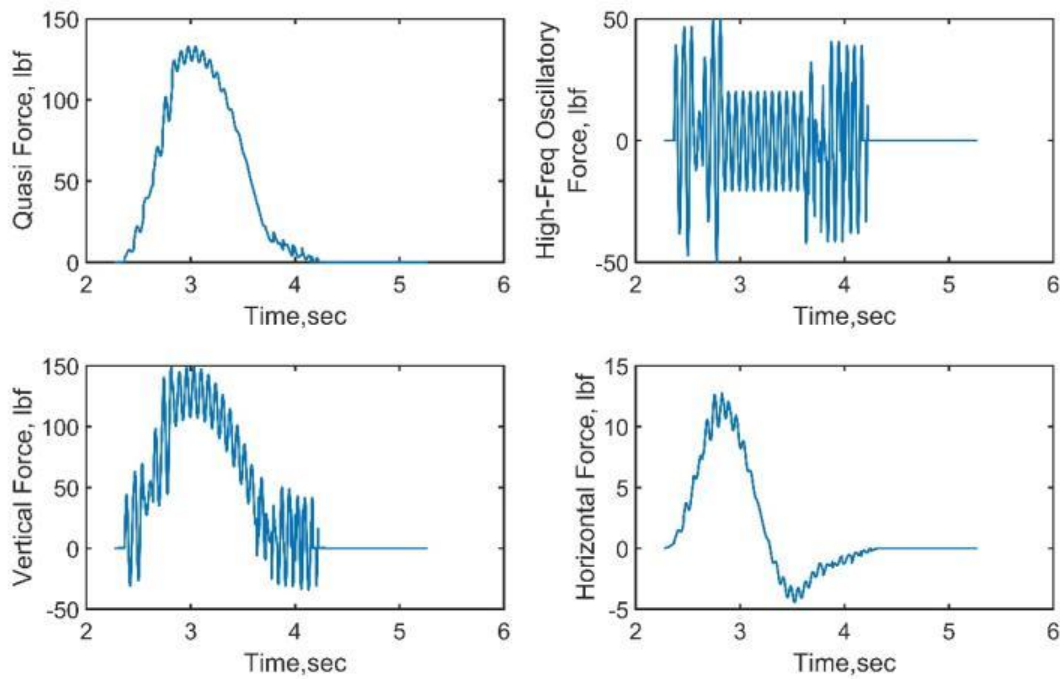 150
100
50
0
Quasi Force, lbf
2 3 4 5 6
Time,sec
50
0
-50
High-Freq Oscillatory
Force, lbf
2 3 4 5 6
Time,sec
150
100
50
0
-50
Vertical Force, lbf
2 3 4 5 6
Time,sec
15
10
5
0
-5
Horizontal Force, lbf
2 3 4 5 6
Time,sec